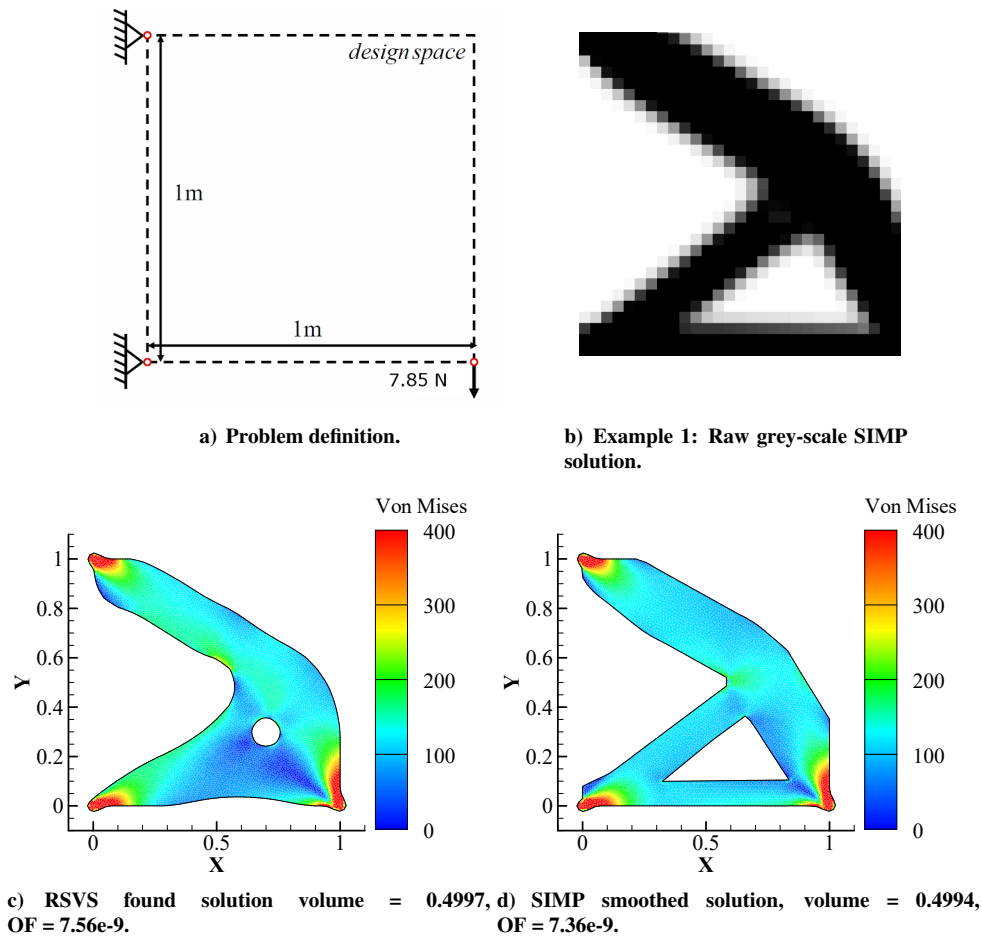 design space
1m
1m
7.85 N
a) Problem definition.
b) Example 1: Raw grey-scale SIMP
solution.
Von Mises
400
300
200
100
0
Y
1
0.8
0.6
0.4
0.2
0
0
0.5
1
X
Von Mises
400
300
200
100
0
Y
1
0.8
0.6
0.4
0.2
0
0
0.5
1
X
c) RSVS found solution volume = 0.4997,
OF = 7.56e-9.
d) SIMP smoothed solution, volume = 0.4994,
OF = 7.36e-9.